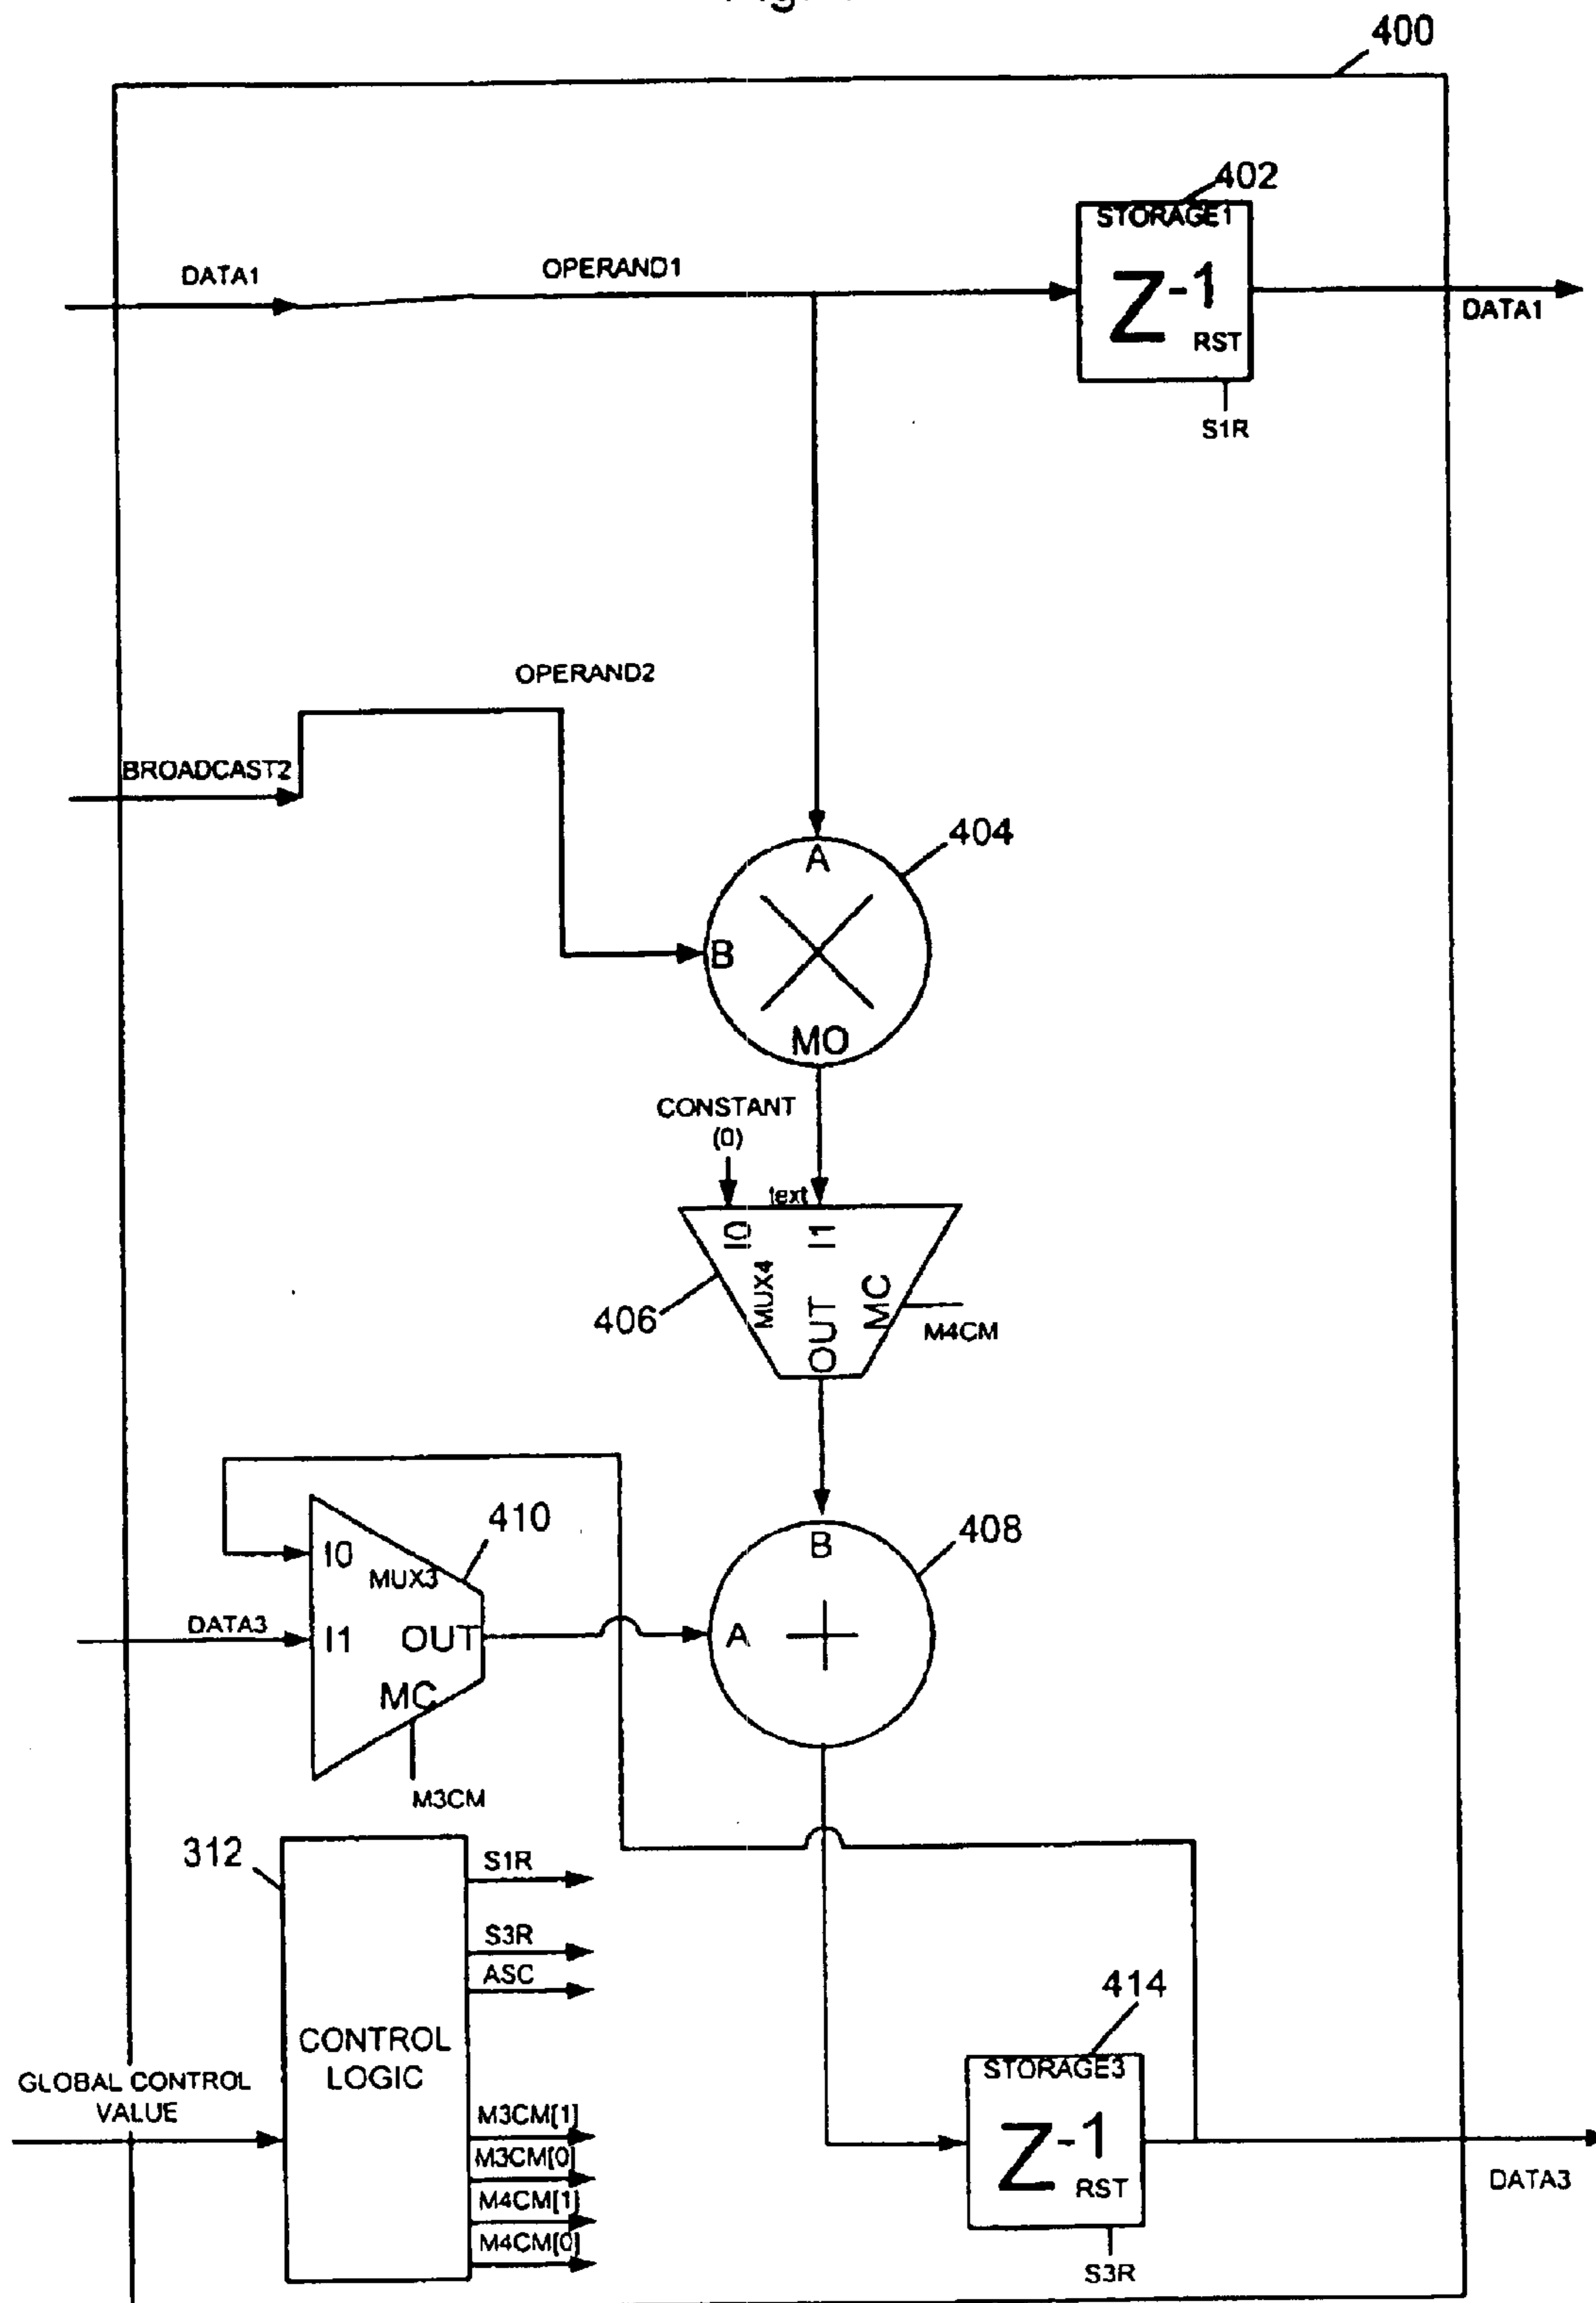 400
402
STORAGE1
Z-1
RST
S1R
DATA1
OPERAND1
DATA1
OPERAND2
BROADCAST2
404
A
B
MO
CONSTANT
(0)
text
I0
I1
MUX4
OUT
MC
406
M4CM
410
I0
MUX3
DATA3
I1
OUT
MC
M3CM
408
B
A
312
S1R
S3R
ASC
CONTROL
LOGIC
M3CM[1]
M3CM[0]
M4CM[1]
M4CM[0]
GLOBAL CONTROL
VALUE
414
STORAGE3
Z-1
RST
S3R
DATA3